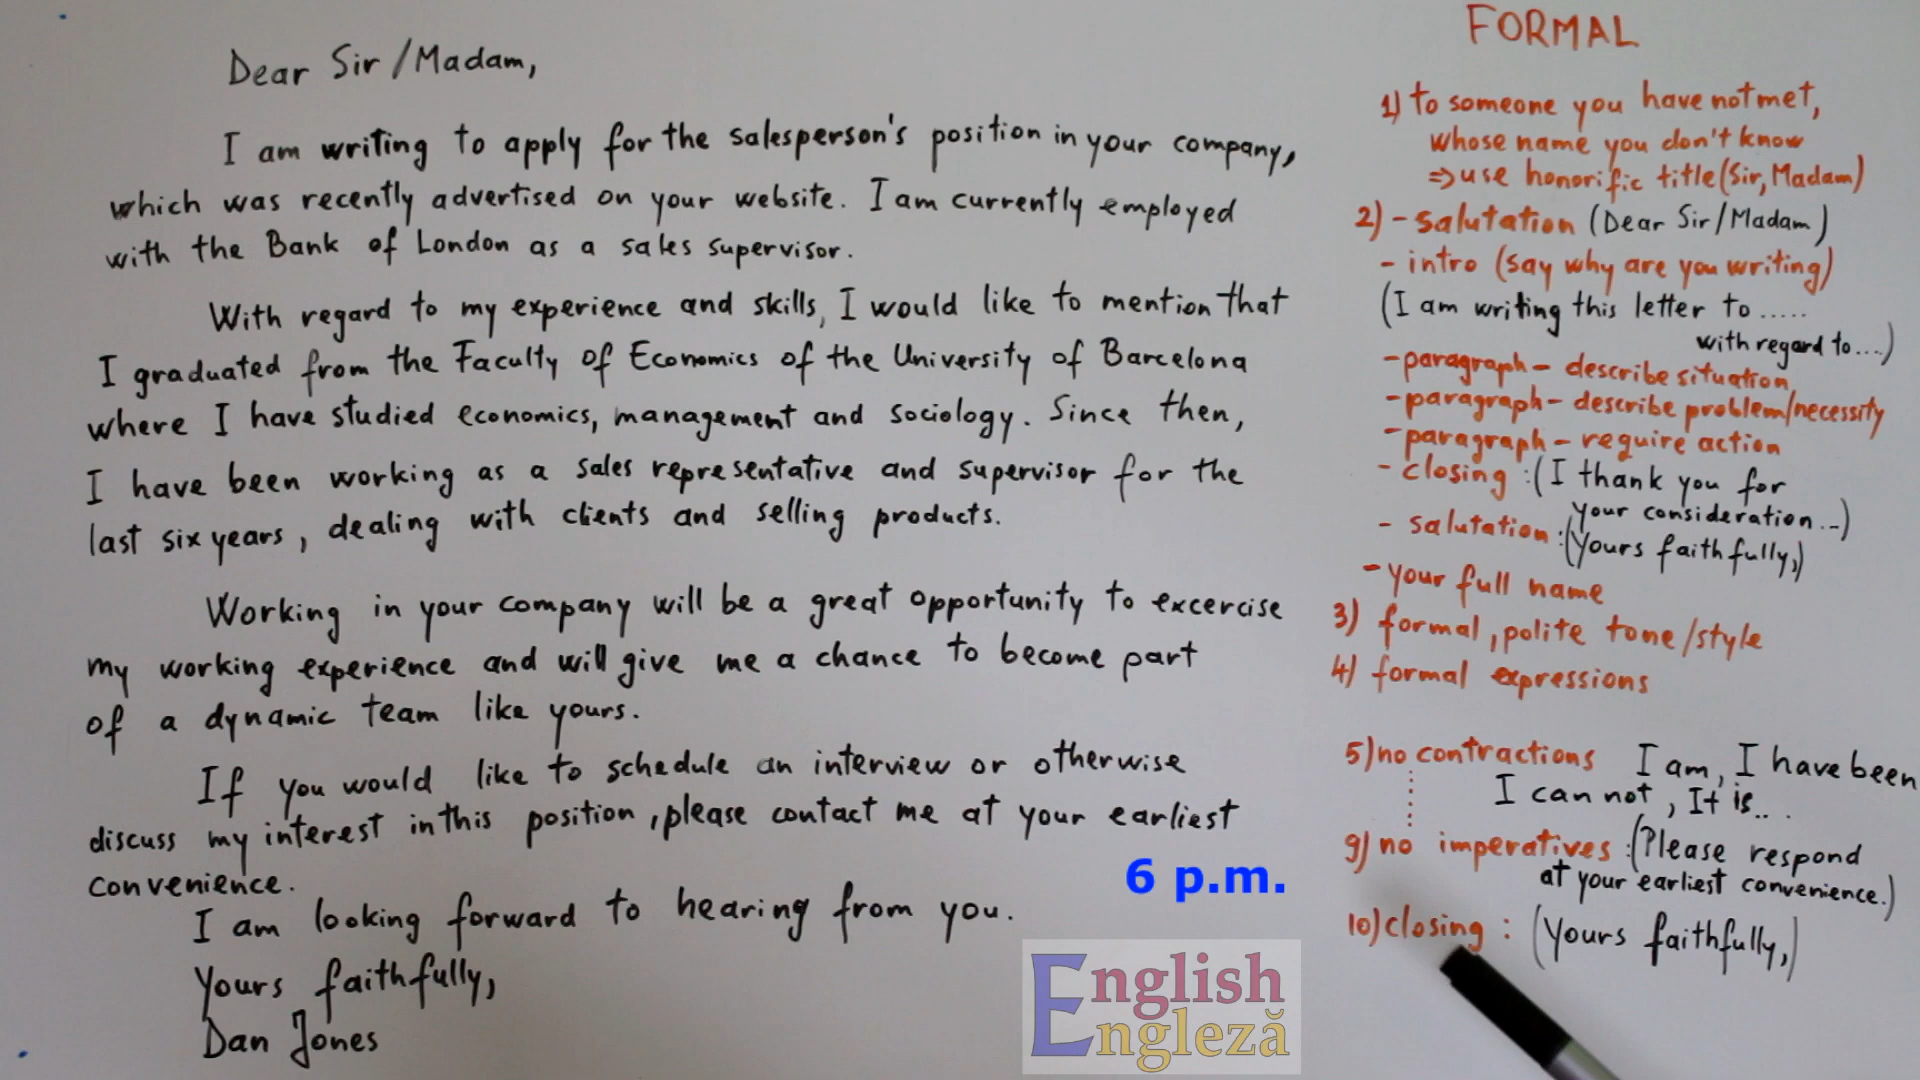 Dear Sir/Madam,
I am writing to apply for the salesperson's position in your company,
which was recently advertised on your website. I am currently employed
with the Bank of London as a sales supervisor.
With regard to my experience and skills, I would like to mention that
I graduated from the Faculty of Economics of the University of Barcelona
where I have studied economics, management and sociology. Since then,
I have been working as a sales representative and supervisor for the
last six years, dealing with clients and selling products.
Working in your company will be a great opportunity to excercise
my working experience and will give me a chance to become part
of a dynamic team like yours.
If you would like to schedule an interview or otherwise
discuss my interest in this position, please contact me at your earliest
convenience.
I am looking forward to hearing from you.
Yours faithfully,
Dan Jones
6 p.m.
English
Engleză
FORMAL
1) to someone you have not met,
whose name you don't know
⇒ use honorific title (Sir, Madam)
2) - salutation (Dear Sir/Madam)
- intro (say why are you writing)
(I am writing this letter to .....
with regard to....)
- paragraph - describe situation
- paragraph - describe problem/necessity
- paragraph - require action
- closing : (I thank you for
your consideration...)
- salutation : (Yours faithfully,)
- your full name
3) formal, polite tone/style
4) formal expressions
5) no contractions I am, I have been
I can not, It is...
9) no imperatives : (Please respond
at your earliest convenience.)
10) closing : (Yours faithfully,)